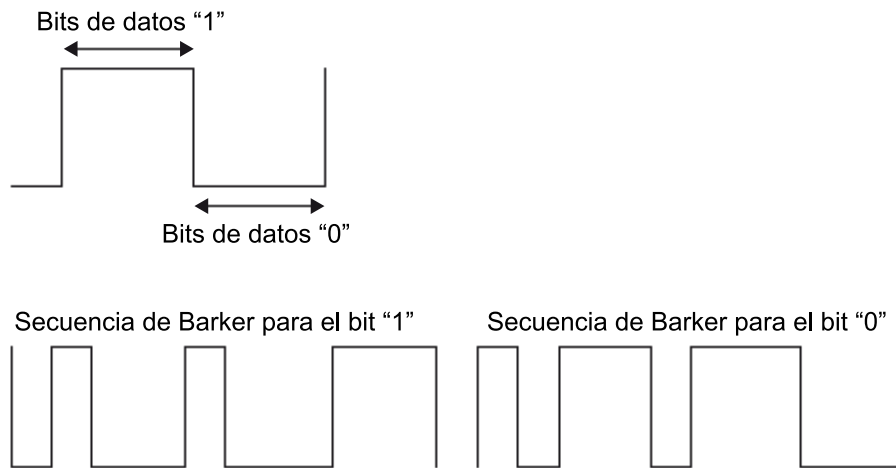 Bits de datos “1”
Bits de datos “0”
Secuencia de Barker para el bit “1”
Secuencia de Barker para el bit “0”